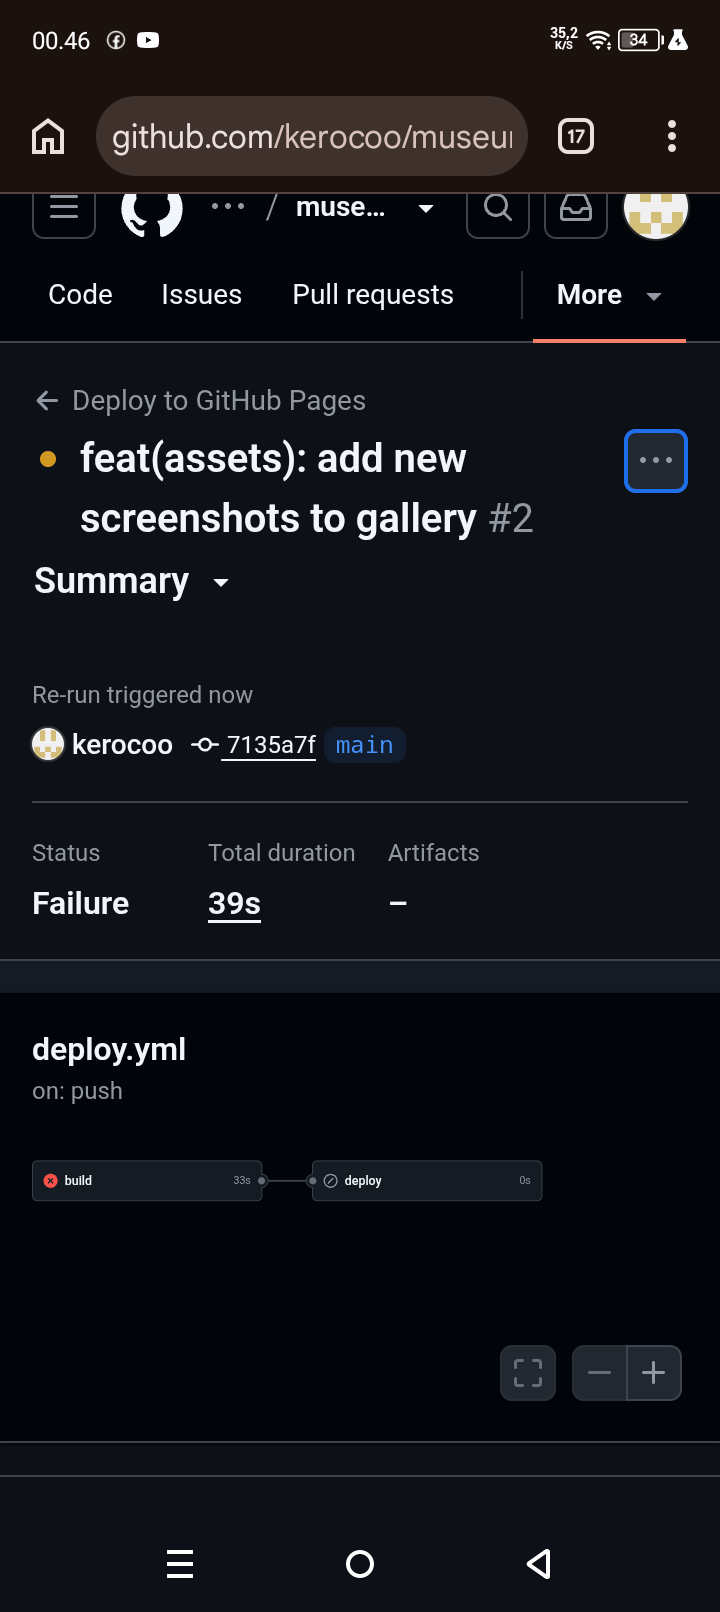 00.46
35,2 K/S
34
github.com/kerocoo/museu
17
muse...
Code Issues Pull requests More
Deploy to GitHub Pages
feat(assets): add new
screenshots to gallery #2
Summary
Re-run triggered now
kerocoo 7135a7f main
Status Total duration Artifacts
Failure 39s –
deploy.yml
on: push
build 33s deploy 0s